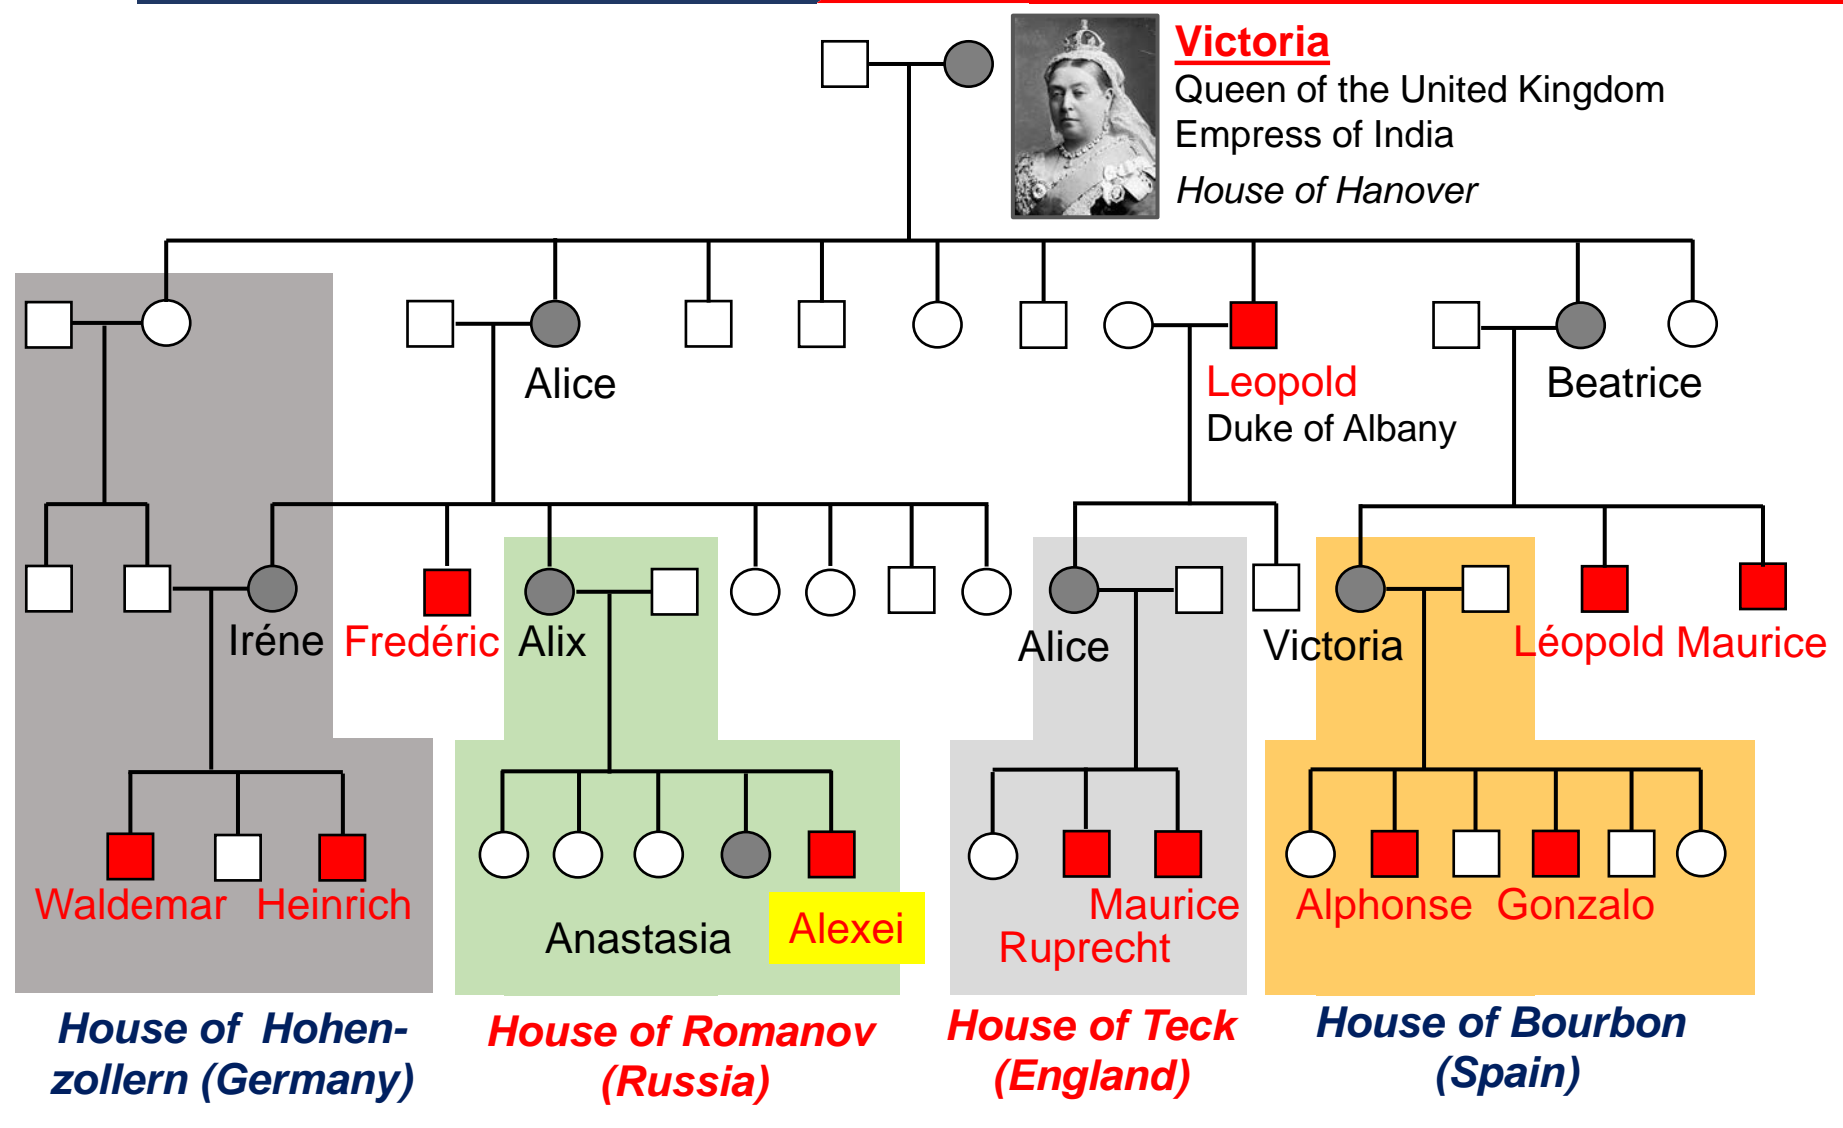 Victoria
Queen of the United Kingdom
Empress of India
House of Hanover
Alice
Leopold
Duke of Albany
Beatrice
Iréne
Fredéric
Alix
Alice
Victoria
Léopold
Maurice
Waldemar
Heinrich
Anastasia
Alexei
Maurice
Ruprecht
Alphonse
Gonzalo
House of Hohen-
zollern (Germany)
House of Romanov
(Russia)
House of Teck
(England)
House of Bourbon
(Spain)